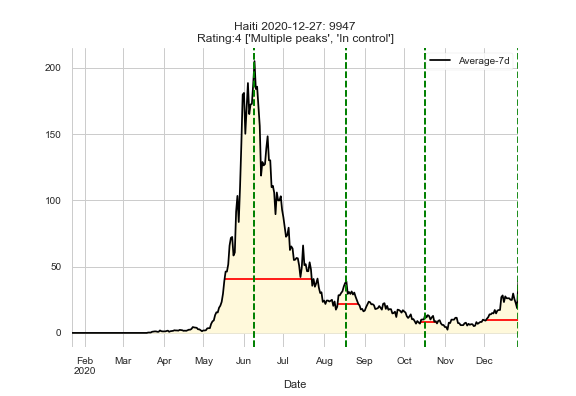 Haiti 2020-12-27: 9947
Rating:4 ['Multiple peaks', 'In control']
Average-7d
200
150
100
50
0
Feb Mar Apr May Jun Jul Aug Sep Oct Nov Dec
2020
Date